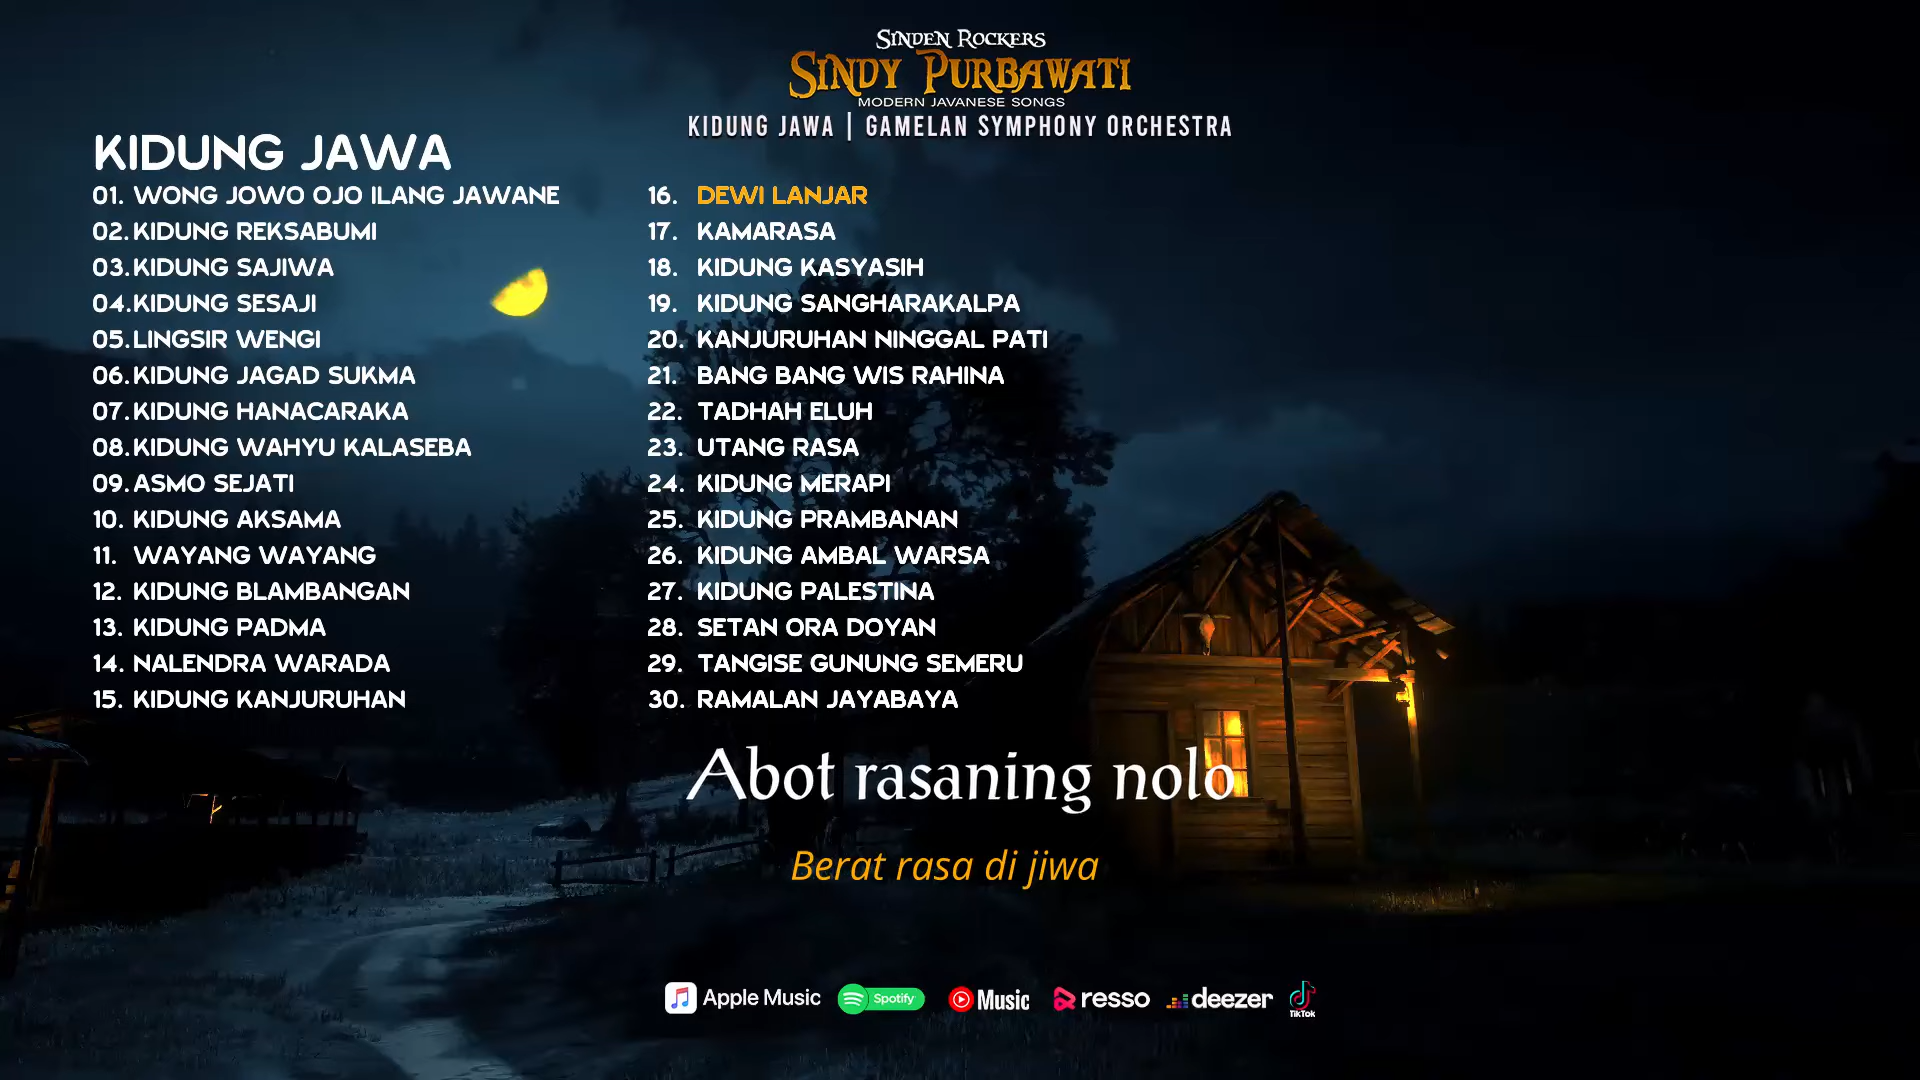 SINDEN ROCKERS
SINDY PURBAWATI
MODERN JAVANESE SONGS
KIDUNG JAWA | GAMELAN SYMPHONY ORCHESTRA
KIDUNG JAWA
01. WONG JOWO OJO ILANG JAWANE
02. KIDUNG REKSABUMI
03. KIDUNG SAJIWA
04. KIDUNG SESAJI
05. LINGSIR WENGI
06. KIDUNG JAGAD SUKMA
07. KIDUNG HANACARAKA
08. KIDUNG WAHYU KALASEBA
09. ASMO SEJATI
10. KIDUNG AKSAMA
11. WAYANG WAYANG
12. KIDUNG BLAMBANGAN
13. KIDUNG PADMA
14. NALENDRA WARADA
15. KIDUNG KANJURUHAN
16. DEWI LANJAR
17. KAMARASA
18. KIDUNG KASYASIH
19. KIDUNG SANGHARAKALPA
20. KANJURUHAN NINGGAL PATI
21. BANG BANG WIS RAHINA
22. TADHAH ELUH
23. UTANG RASA
24. KIDUNG MERAPI
25. KIDUNG PRAMBANAN
26. KIDUNG AMBAL WARSA
27. KIDUNG PALESTINA
28. SETAN ORA DOYAN
29. TANGISE GUNUNG SEMERU
30. RAMALAN JAYABAYA
Abot rasaning nolo
Berat rasa di jiwa
Apple Music Spotify Music resso deezer TikTok